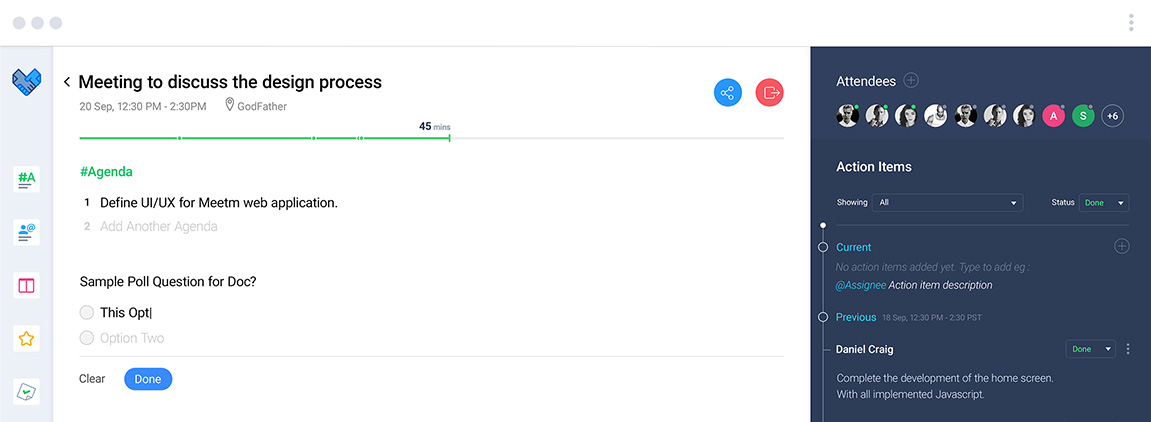 Meeting to discuss the design process
20 Sep, 12:30 PM - 2:30PM GodFather
45 mins
#A
@
#Agenda
1 Define UI/UX for Meetm web application.
2 Add Another Agenda
Sample Poll Question for Doc?
This Opt|
Option Two
Clear Done
Attendees
A S +6
Action Items
Showing All Status Done
Current
No action items added yet. Type to add eg :
@Assignee Action item description
Previous 18 Sep, 12:30 PM - 2:30 PST
Daniel Craig Done
Complete the development of the home screen.
With all implemented Javascript.